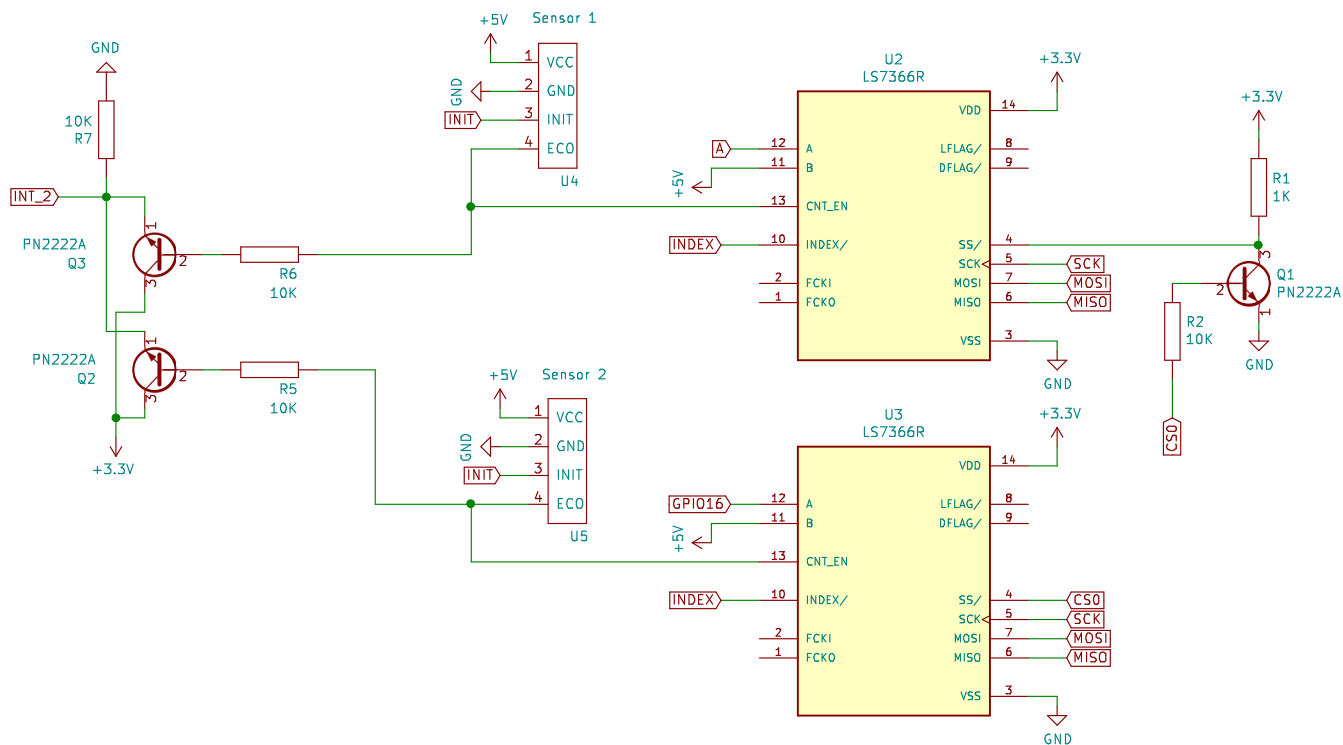 GND
10K
R7
INT_2
PN2222A
Q3
1
2
3
R6
10K
PN2222A
Q2
1
2
3
R5
10K
+3.3V
+5V
Sensor 1
GND
INIT
1 VCC
2 GND
3 INIT
4 ECO
U4
+5V
Sensor 2
GND
INIT
1 VCC
2 GND
3 INIT
4 ECO
U5
U2
LS7366R
+3.3V
A
+5V
INDEX
12 A
11 B
13 CNT_EN
10 INDEX/
2 FCKI
1 FCKO
VDD 14
LFLAG/ 8
DFLAG/ 9
SS/ 4
SCK 5 SCK
MOSI 7 MOSI
MISO 6 MISO
VSS 3
GND
U3
LS7366R
+3.3V
GPIO16
+5V
INDEX
12 A
11 B
13 CNT_EN
10 INDEX/
2 FCKI
1 FCKO
VDD 14
LFLAG/ 8
DFLAG/ 9
SS/ 4 CS0
SCK 5 SCK
MOSI 7 MOSI
MISO 6 MISO
VSS 3
GND
+3.3V
R1
1K
3
Q1
PN2222A
2
1
R2
10K
GND
CS0